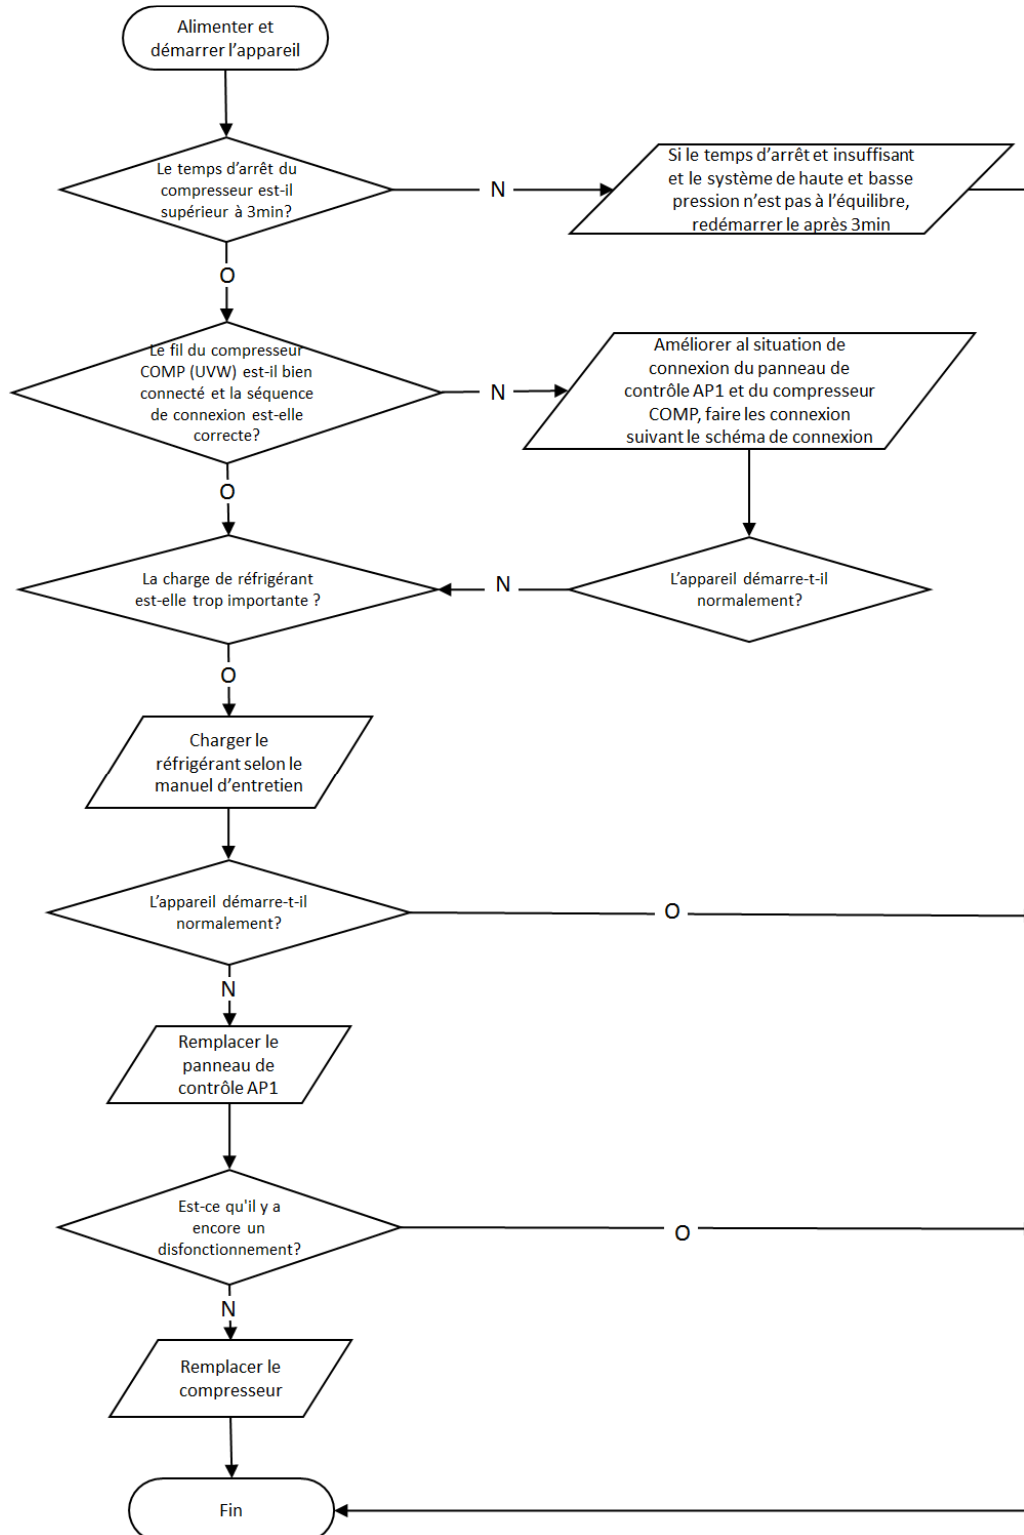 Alimenter et
démarrer l’appareil
Le temps d’arrêt du
compresseur est-il
supérieur à 3min?
N
Si le temps d’arrêt et insuffisant
et le système de haute et basse
pression n’est pas à l’équilibre,
redémarrer le après 3min
O
Le fil du compresseur
COMP (UVW) est-il bien
connecté et la séquence
de connexion est-elle
correcte?
N
Améliorer al situation de
connexion du panneau de
contrôle AP1 et du compresseur
COMP, faire les connexion
suivant le schéma de connexion
O
La charge de réfrigérant
est-elle trop importante ?
N
L’appareil démarre-t-il
normalement?
O
Charger le
réfrigérant selon le
manuel d’entretien
L’appareil démarre-t-il
normalement?
O
N
Remplacer le
panneau de
contrôle AP1
Est-ce qu'il y a
encore un
disfonctionnement?
O
N
Remplacer le
compresseur
Fin